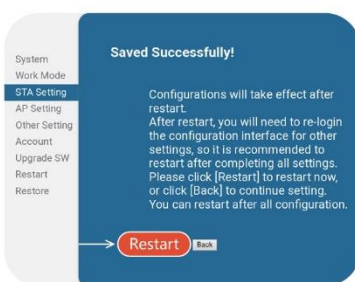 System
Work Mode
STA Setting
AP Setting
Other Setting
Account
Upgrade SW
Restart
Restore
Saved Successfully!
Configurations will take effect after
restart.
After restart, you will need to re-login
the configuration interface for other
settings, so it is recommended to
restart after completing all settings.
Please click [Restart] to restart now,
or click [Back] to continue setting.
You can restart after all configuration.
Restart
Back